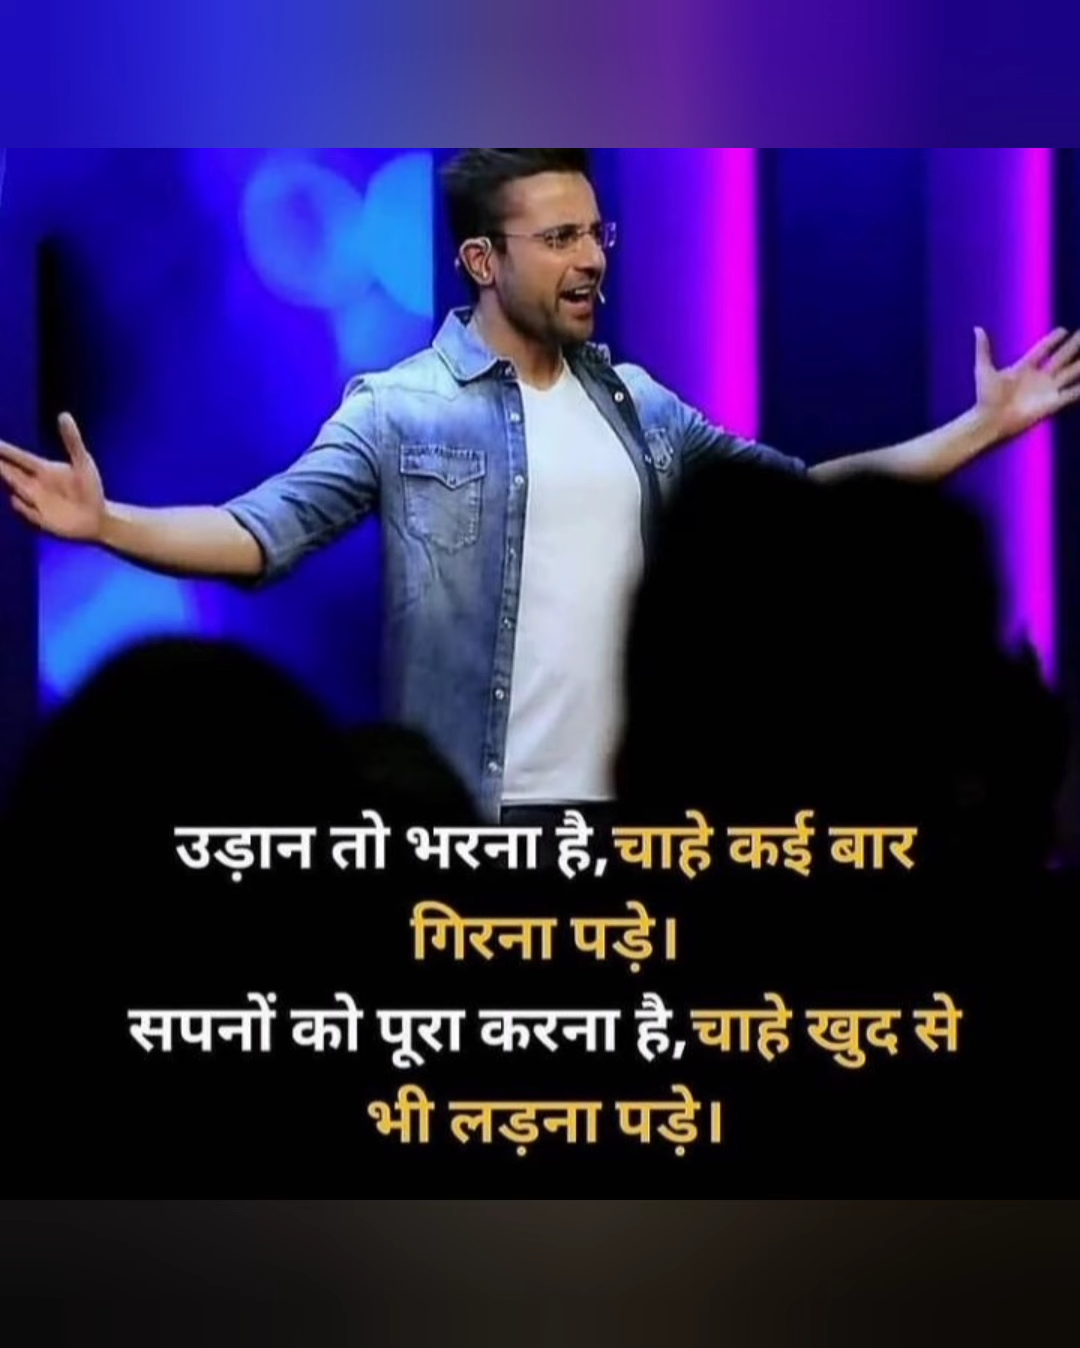 उड़ान तो भरना है,चाहे कई बार
गिरना पड़े।
सपनों को पूरा करना है,चाहे खुद से
भी लड़ना पड़े।